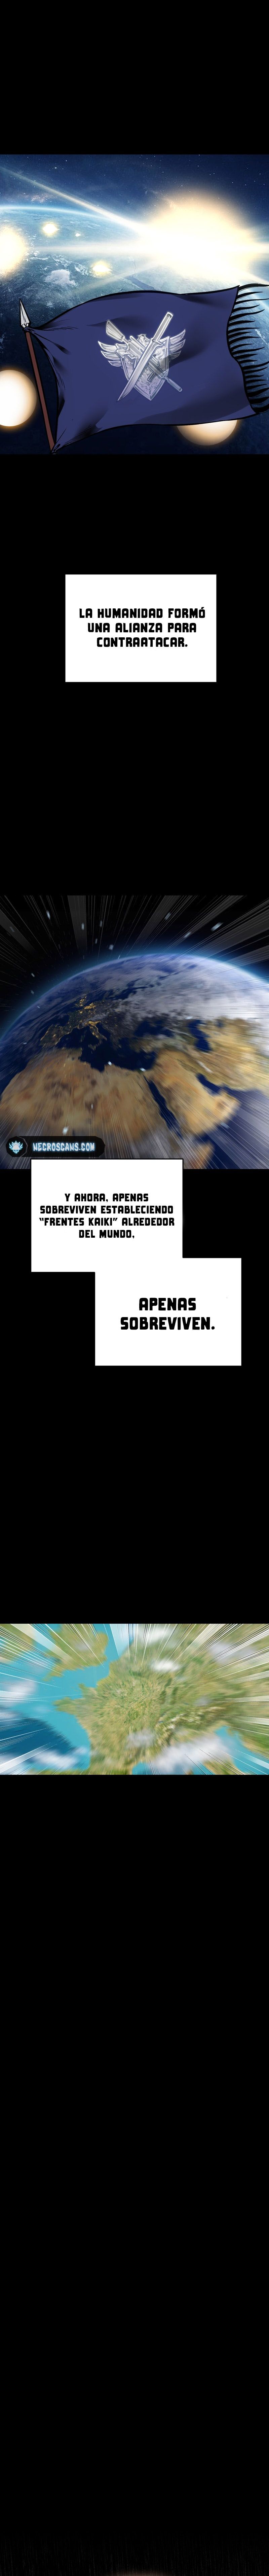 LA HUMANIDAD FORMÓ
UNA ALIANZA PARA
CONTRAATACAR.
NECROSCANS.COM
Y AHORA, APENAS
SOBREVIVEN ESTABLECIENDO
"FRENTES KAIKI" ALREDEDOR
DEL MUNDO.
APENAS
SOBREVIVEN.